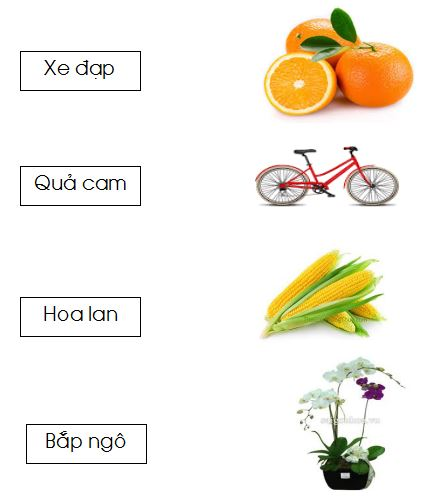 Xe đạp
Quả cam
Hoa lan
Bắp ngô